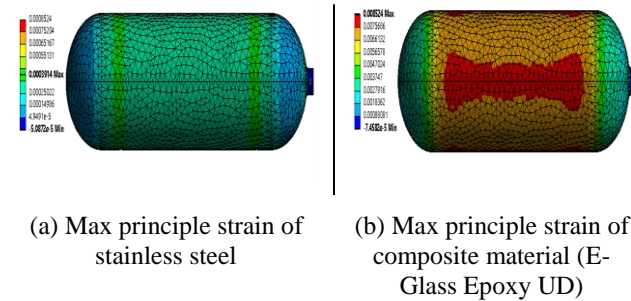 0.0008524
0.00075204
0.00065167
0.00055131
0.0003914 Max
0.00025022
0.00014986
4.9491e-5
-5.0872e-5 Min
0.008524 Max
0.0075686
0.0066132
0.0056578
0.0047024
0.003747
0.0027916
0.0018362
0.00088081
-7.4582e-5 Min
(a) Max principle strain of
stainless steel
(b) Max principle strain of
composite material (E-
Glass Epoxy UD)